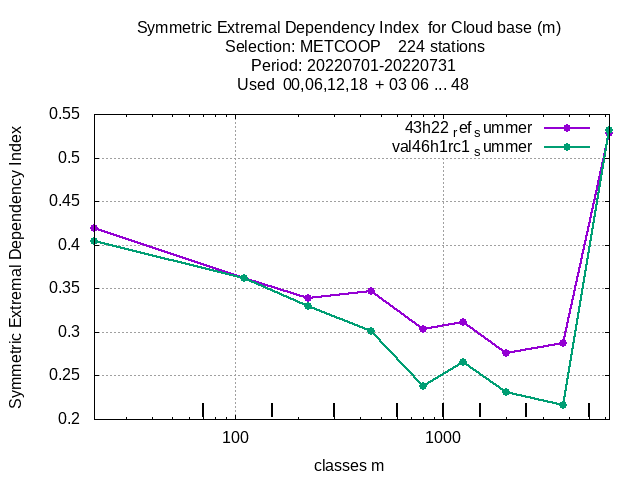 Symmetric Extremal Dependency Index  for Cloud base (m)
Selection: METCOOP    224 stations
Period: 20220701-20220731
Used  00,06,12,18  + 03 06 ... 48
43h22 ref summer
val46h1rc1 summer
0.55
0.5
0.45
0.4
0.35
0.3
0.25
0.2
Symmetric Extremal Dependency Index
100
1000
classes m